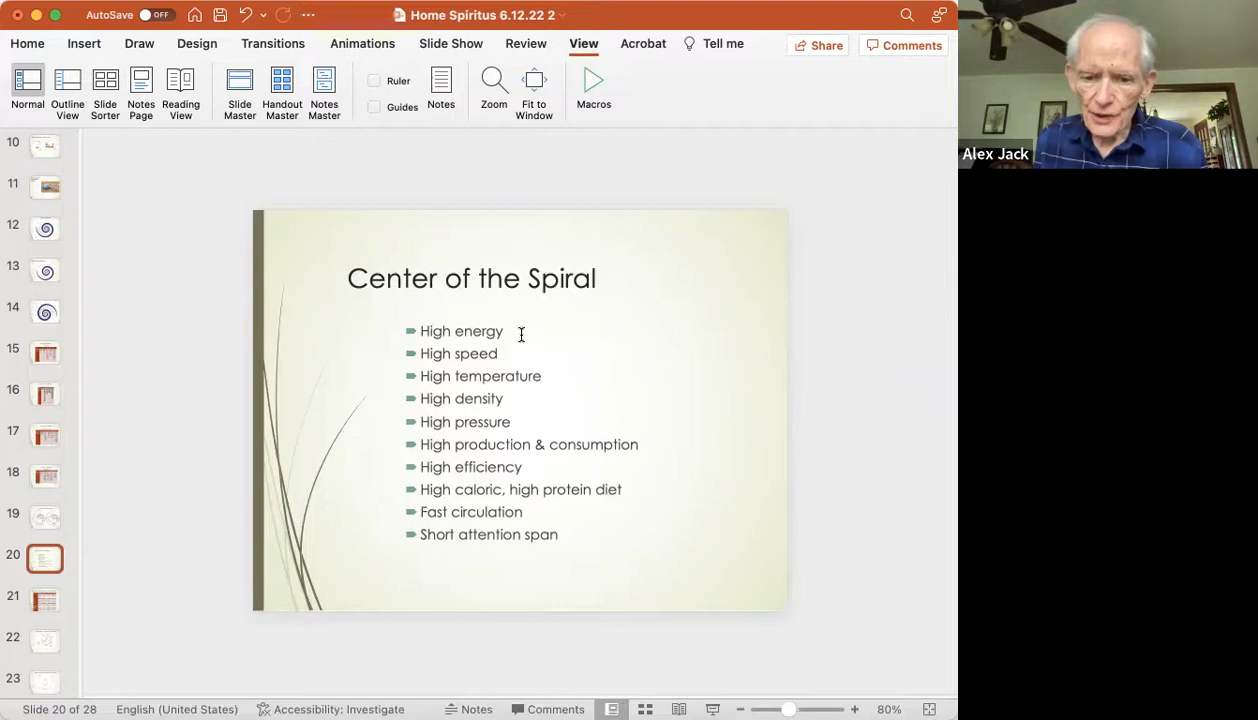 AutoSave OFF Home Spiritus 6.12.22 2
Home Insert Draw Design Transitions Animations Slide Show Review View Acrobat Tell me Share Comments
Normal Outline View Slide Sorter Notes Page Reading View Slide Master Handout Master Notes Master Ruler Guides Notes Zoom Fit to Window Macros
Alex Jack
10
11
12
13
14
15
16
17
18
19
20
21
22
23
Center of the Spiral
High energy
High speed
High temperature
High density
High pressure
High production & consumption
High efficiency
High caloric, high protein diet
Fast circulation
Short attention span
Slide 20 of 28 English (United States) Accessibility: Investigate Notes Comments 80%